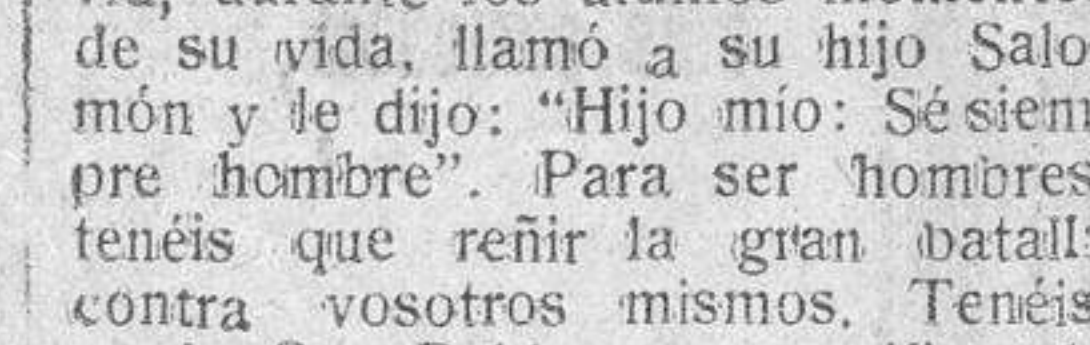 de su vida, llamó a su hijo Salo
món y le dijo: “Hijo mío: Sé siem
pre hombre”. Para ser hombres
tenéis que reñir la gran batall
contra vosotros mismos. Tenéis